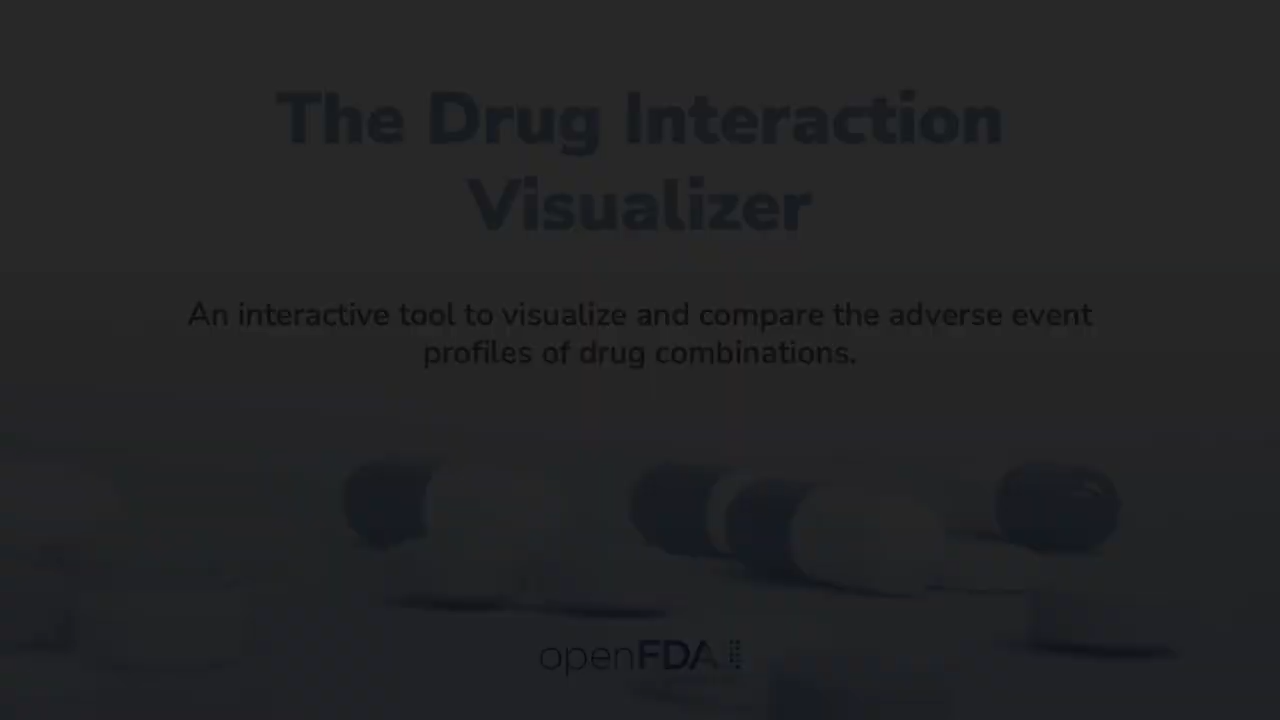 The Drug Interaction
Visualizer
An interactive tool to visualize and compare the adverse event
profiles of drug combinations.
openFDA